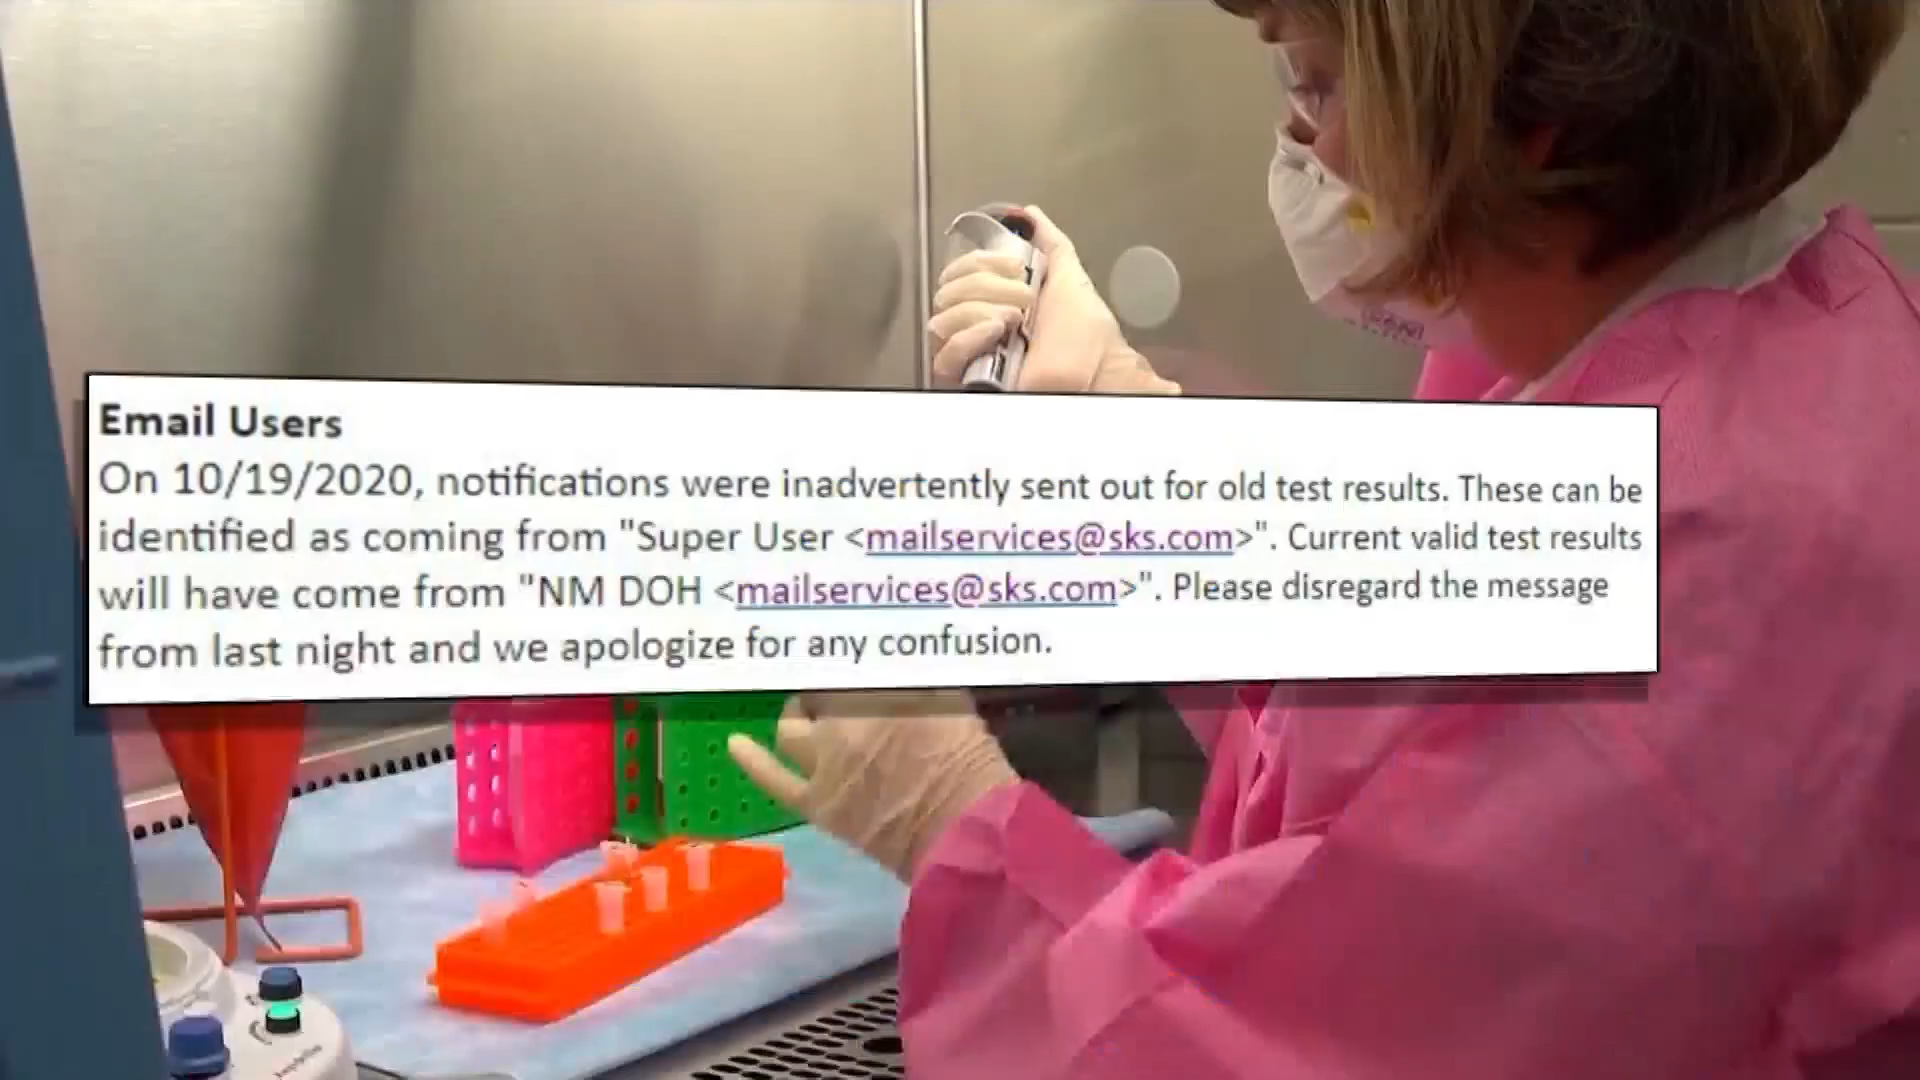 Email Users
On 10/19/2020, notifications were inadvertently sent out for old test results. These can be
identified as coming from "Super User <mailservices@sks.com>". Current valid test results
will have come from "NM DOH <mailservices@sks.com>". Please disregard the message
from last night and we apologize for any confusion.